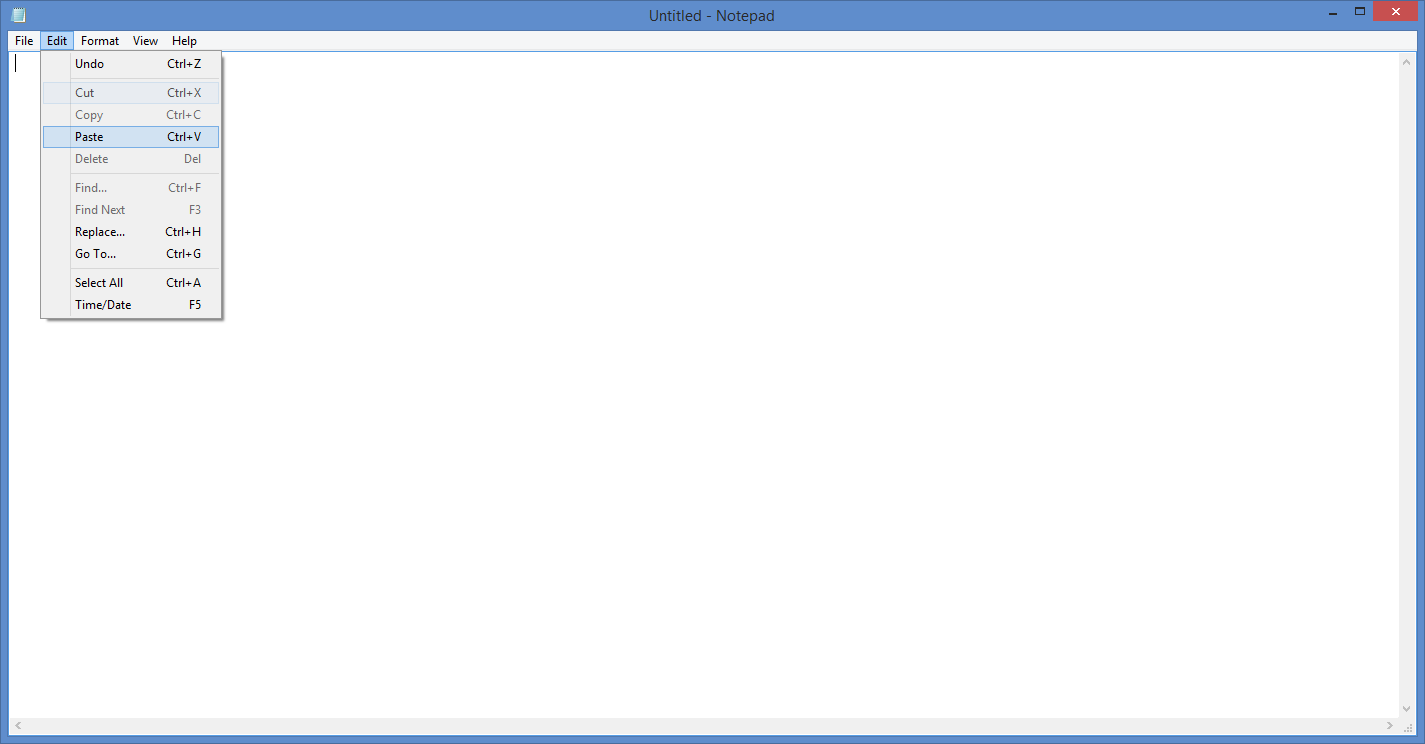 Untitled - Notepad
File Edit Format View Help
Undo Ctrl+Z
Cut Ctrl+X
Copy Ctrl+C
Paste Ctrl+V
Delete Del
Find... Ctrl+F
Find Next F3
Replace... Ctrl+H
Go To... Ctrl+G
Select All Ctrl+A
Time/Date F5